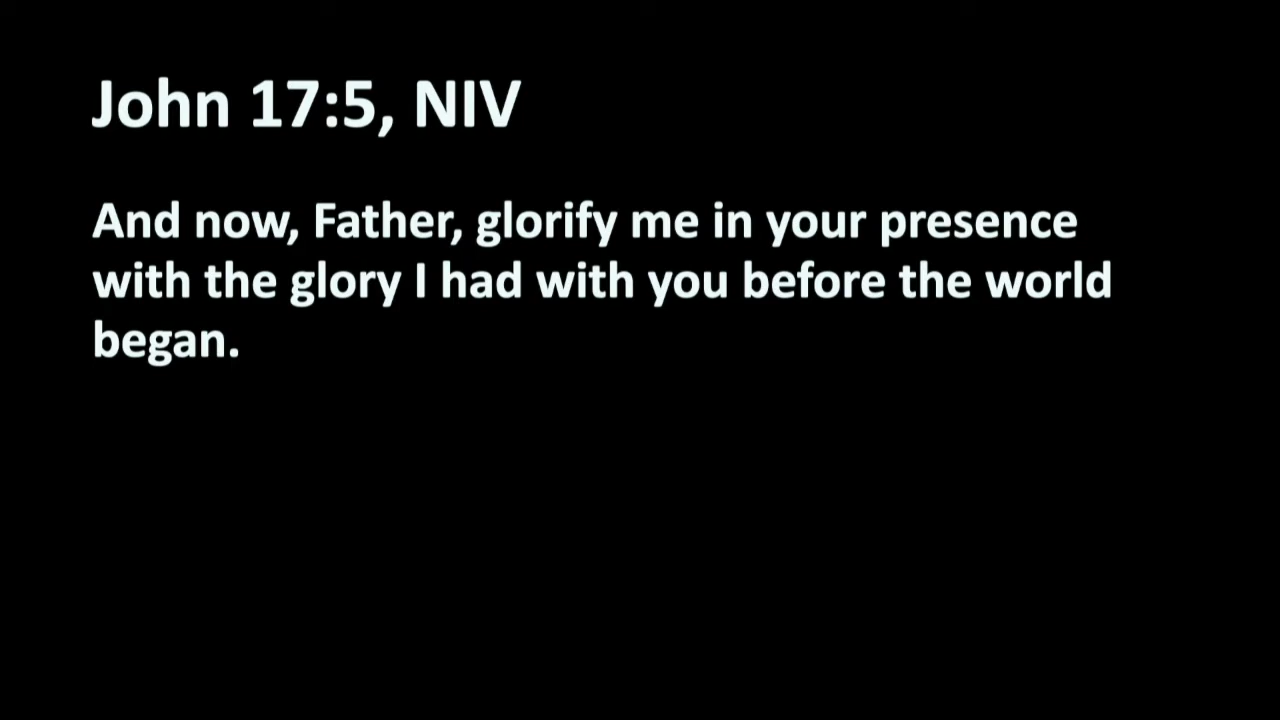 John 17:5, NIV
And now, Father, glorify me in your presence
with the glory I had with you before the world
began.